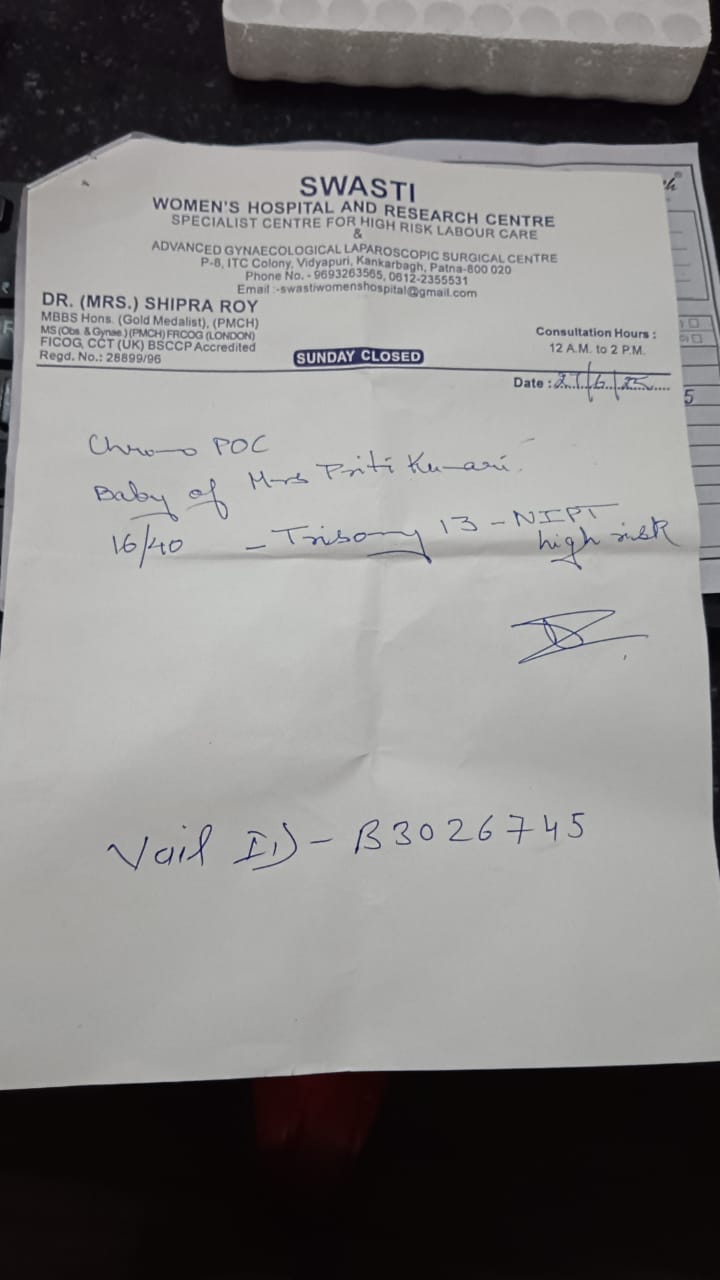 SWASTI
WOMEN'S HOSPITAL AND RESEARCH CENTRE
SPECIALIST CENTRE FOR HIGH RISK LABOUR CARE
&
ADVANCED GYNAECOLOGICAL LAPAROSCOPIC SURGICAL CENTRE
P-8, ITC Colony, Vidyapuri, Kankarbagh, Patna-800 020
Phone No. - 9693263565, 0612-2355531
Email :-swastiwomenshospital@gmail.com
DR. (MRS.) SHIPRA ROY
MBBS Hons. (Gold Medalist), (PMCH)
MS (Obs & Gynae.) (PMCH) FRCOG (LONDON)
FICOG, CCT (UK) BSCCP Accredited
Regd. No.: 28899/96
SUNDAY CLOSED
Consultation Hours :
12 A.M. to 2 P.M.
Date : 27/6/25
Chromo POC
Baby of Mrs Priti Kumari.
16/40 - Trisomy 13 - NIPT
high risk
Vail ID - B3026745